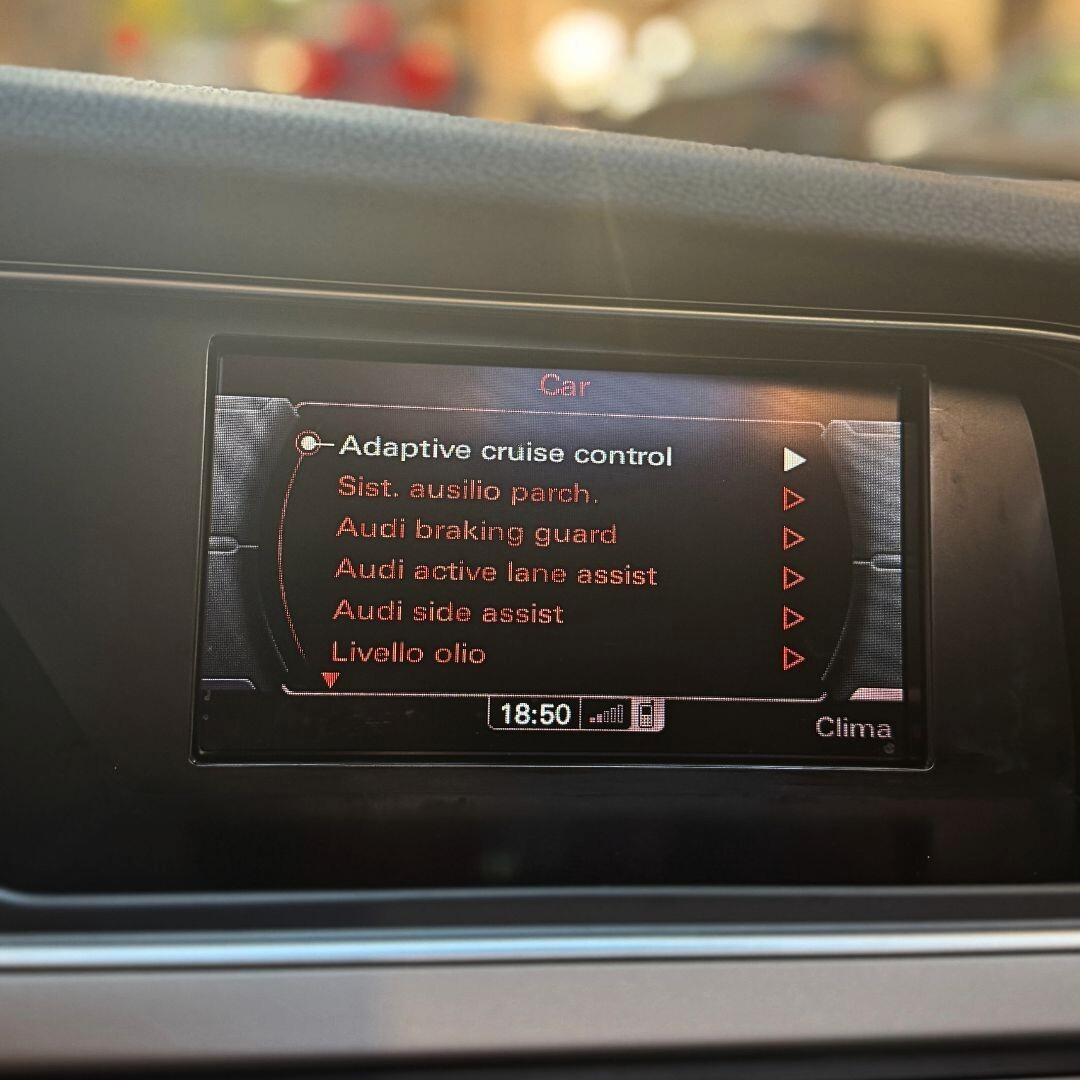 Car
Adaptive cruise control
Sist. ausilio parch.
Audi braking guard
Audi active lane assist
Audi side assist
Livello olio
18:50
Clima